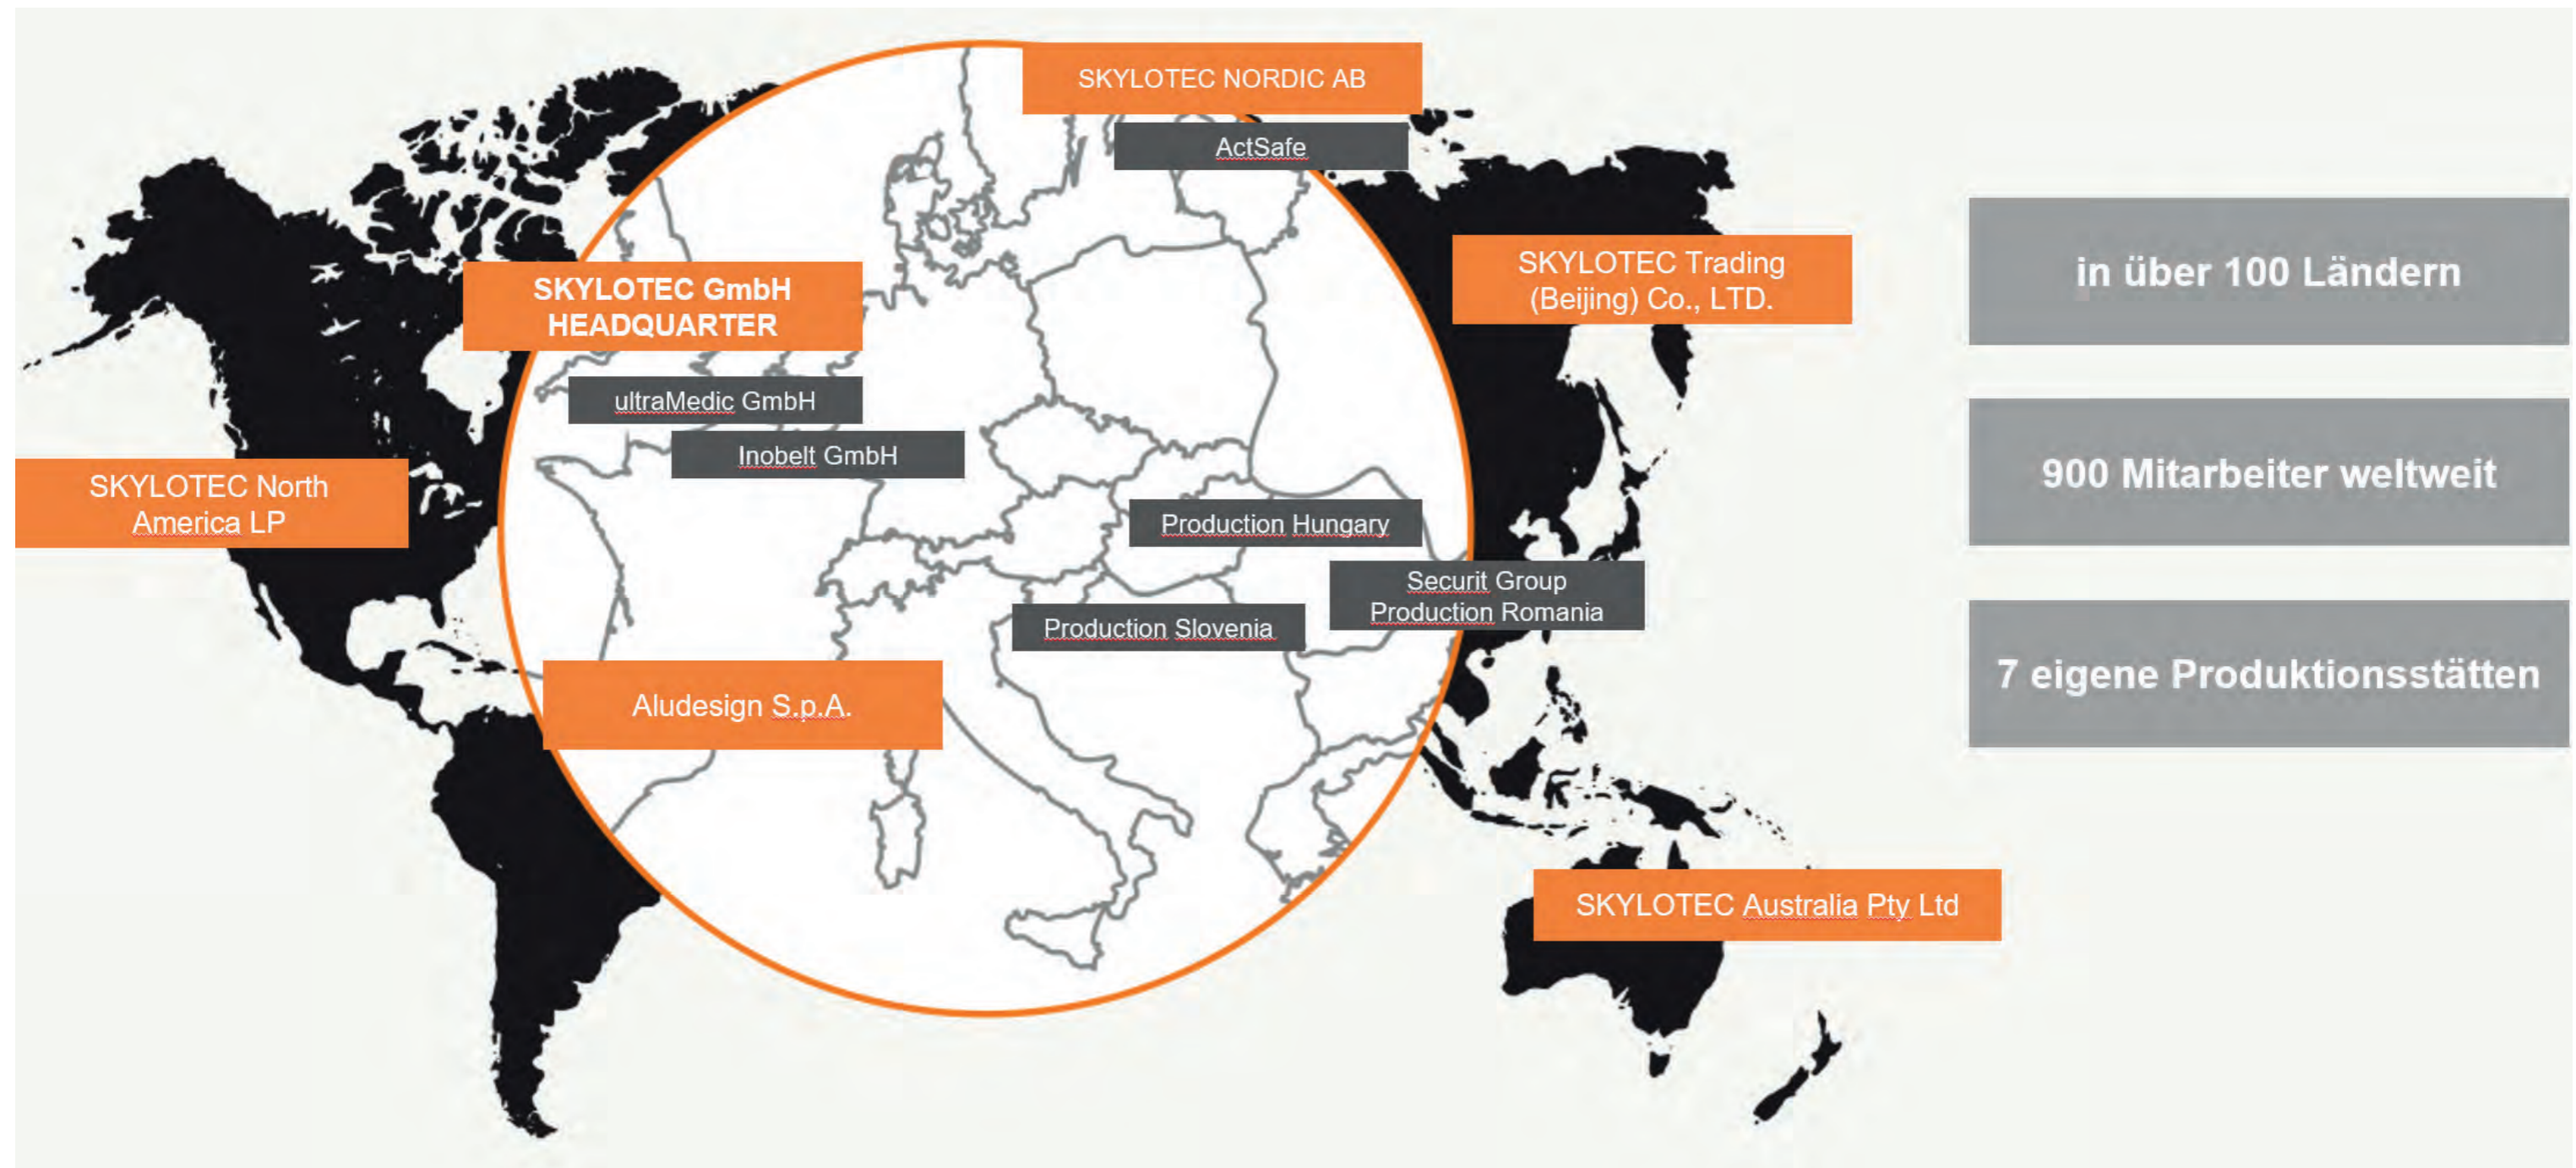 SKYLOTEC NORDIC AB
ActSafe
SKYLOTEC GmbH
HEADQUARTER
ultraMedic GmbH
Inobelt GmbH
SKYLOTEC North
America LP
SKYLOTEC Trading
(Beijing) Co., LTD.
Production Hungary
Securit Group
Production Romania
Production Slovenia
Aludesign S.p.A.
SKYLOTEC Australia Pty Ltd
in über 100 Ländern
900 Mitarbeiter weltweit
7 eigene Produktionsstätten